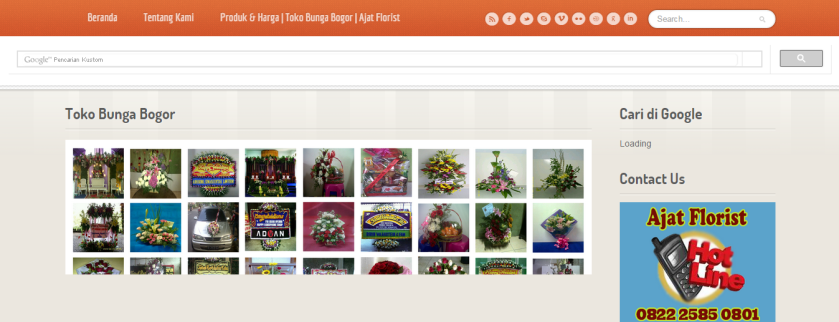 Beranda Tentang Kami Produk & Harga | Toko Bunga Bogor | Ajat Florist
Search...
Google™ Pencarian Kustom
Toko Bunga Bogor
Cari di Google
Loading
Contact Us
Ajat Florist
Hot
Line
0822 2585 0801